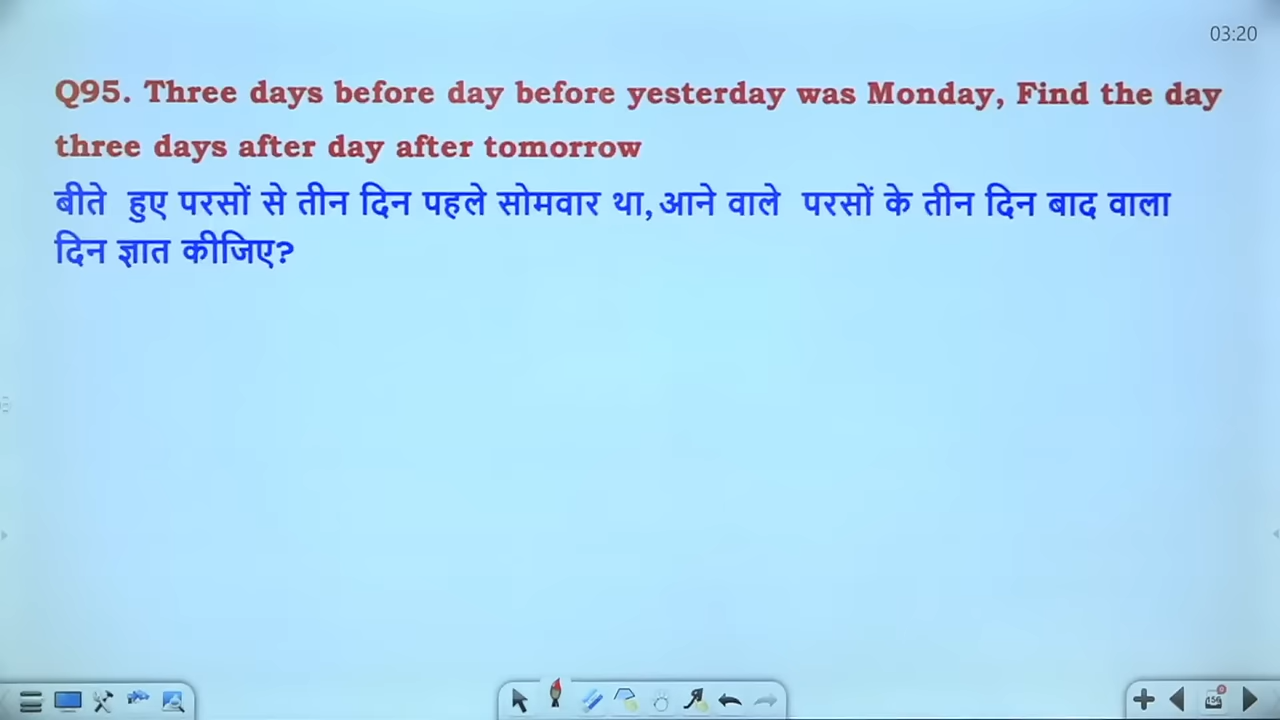 03:20
Q95. Three days before day before yesterday was Monday, Find the day
three days after day after tomorrow
बीते हुए परसों से तीन दिन पहले सोमवार था, आने वाले परसों के तीन दिन बाद वाला
दिन ज्ञात कीजिए?
156